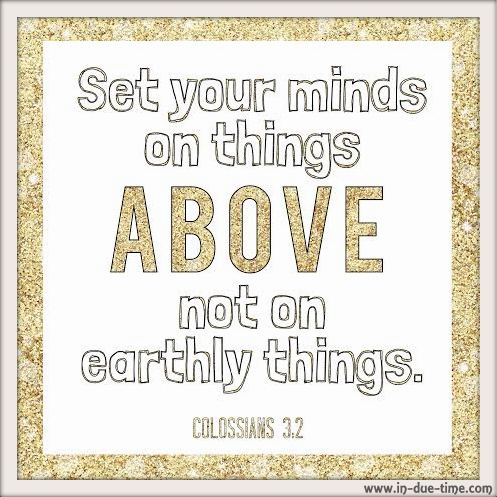 Set your minds
on things
ABOVE
not on
earthly things.
COLOSSIANS 3:2
www.in-due-time.com